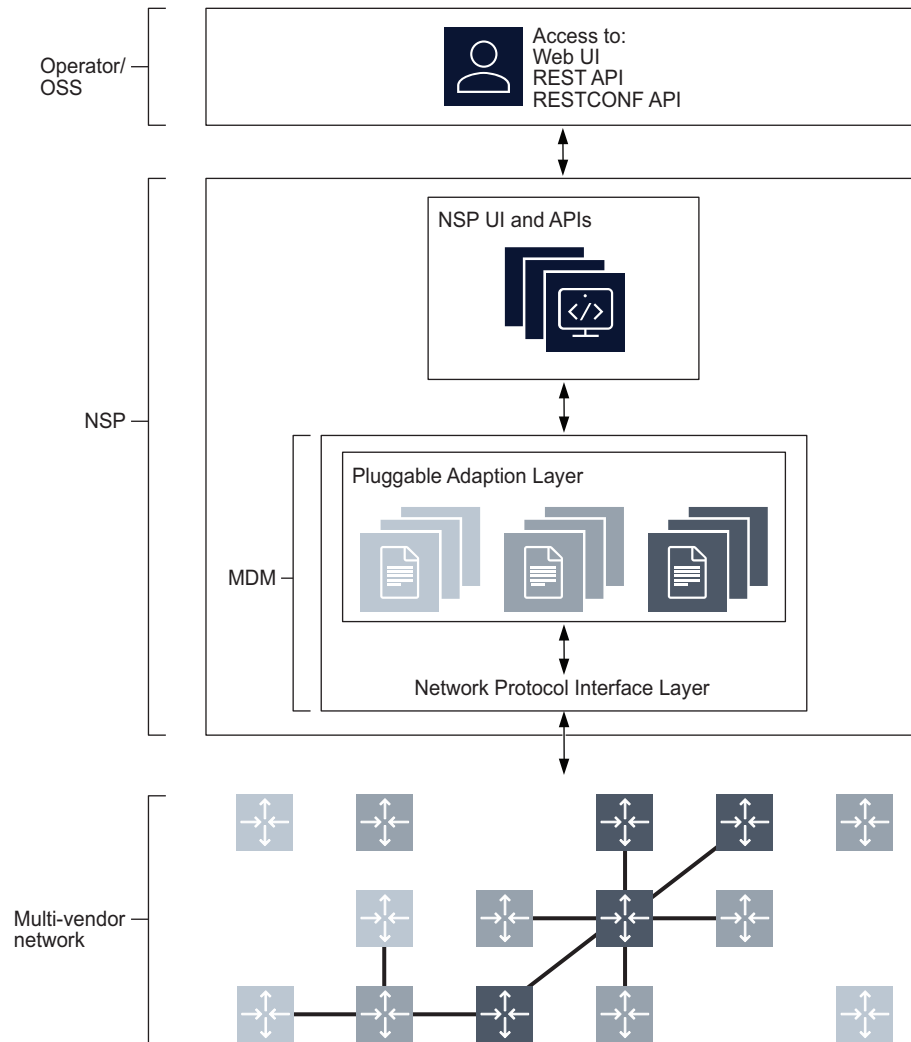 Operator/
OSS
Access to:
Web UI
REST API
RESTCONF API
NSP
NSP UI and APIs
</>
MDM
Pluggable Adaption Layer
Network Protocol Interface Layer
Multi-vendor
network